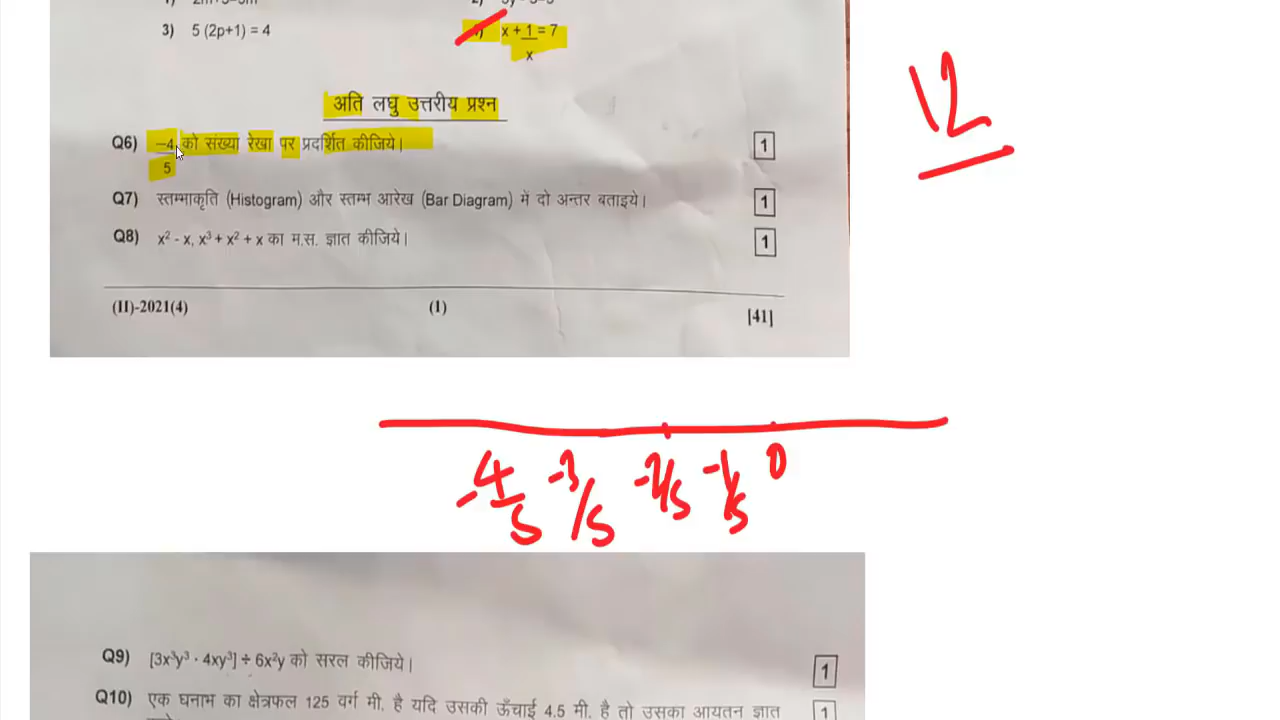 3) 5 (2p+1) = 4
x + 1 = 7
x
12
अति लघु उत्तरीय प्रश्न
Q6) –4 को संख्या रेखा पर प्रदर्शित कीजिये। 1
5
Q7) स्तम्भाकृति (Histogram) और स्तम्भ आरेख (Bar Diagram) में दो अन्तर बताइये। 1
Q8) x² - x, x³ + x² + x का म.स. ज्ञात कीजिये। 1
(II)-2021(4) (1) [41]
-4/5 -3/5 -2/5 -1/5 0
Q9) [3x³y³ · 4xy³] ÷ 6x²y को सरल कीजिये। 1
Q10) एक घनाभ का क्षेत्रफल 125 वर्ग मी. है यदि उसकी ऊँचाई 4.5 मी. है तो उसका आयतन ज्ञात 1